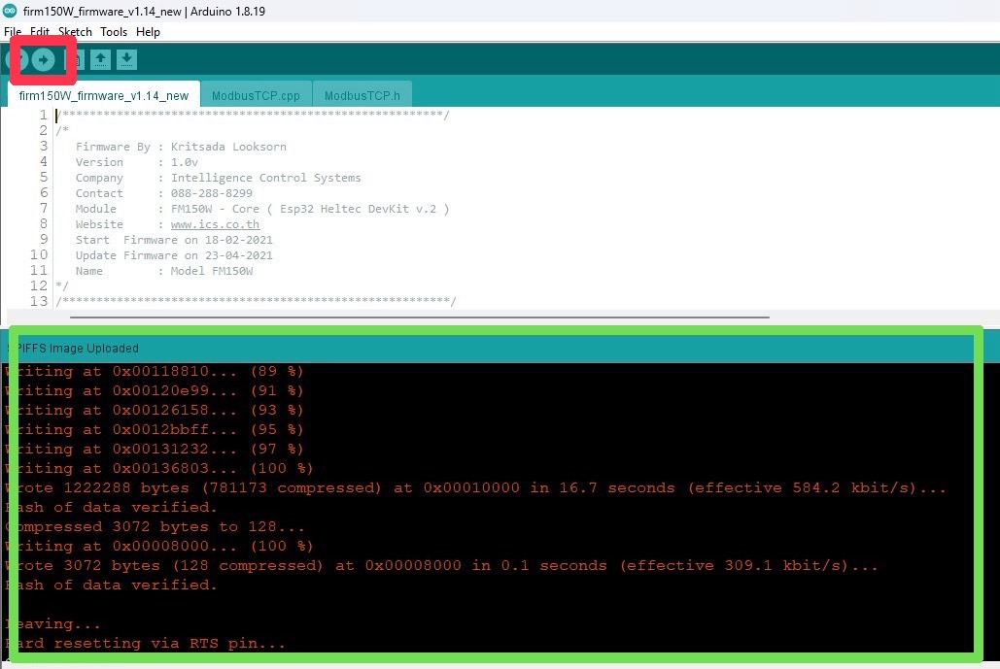 firm150W_firmware_v1.14_new | Arduino 1.8.19
File Edit Sketch Tools Help
firm150W_firmware_v1.14_new ModbusTCP.cpp ModbusTCP.h
1 /********************************************************/
2 /*
3 Firmware By : Kritsada Looksorn
4 Version : 1.0v
5 Company : Intelligence Control Systems
6 Contact : 088-288-8299
7 Module : FM150W - Core ( Esp32 Heltec DevKit v.2 )
8 Website : www.ics.co.th
9 Start Firmware on 18-02-2021
10 Update Firmware on 23-04-2021
11 Name : Model FM150W
12 */
13 /*********************************************************/
SPIFFS Image Uploaded
Writing at 0x00118810... (89 %)
Writing at 0x00120e99... (91 %)
Writing at 0x00126158... (93 %)
Writing at 0x0012bbff... (95 %)
Writing at 0x00131232... (97 %)
Writing at 0x00136803... (100 %)
Wrote 1222288 bytes (781173 compressed) at 0x00010000 in 16.7 seconds (effective 584.2 kbit/s)...
Hash of data verified.
Compressed 3072 bytes to 128...
Writing at 0x00008000... (100 %)
Wrote 3072 bytes (128 compressed) at 0x00008000 in 0.1 seconds (effective 309.1 kbit/s)...
Hash of data verified.
Leaving...
Hard resetting via RTS pin...